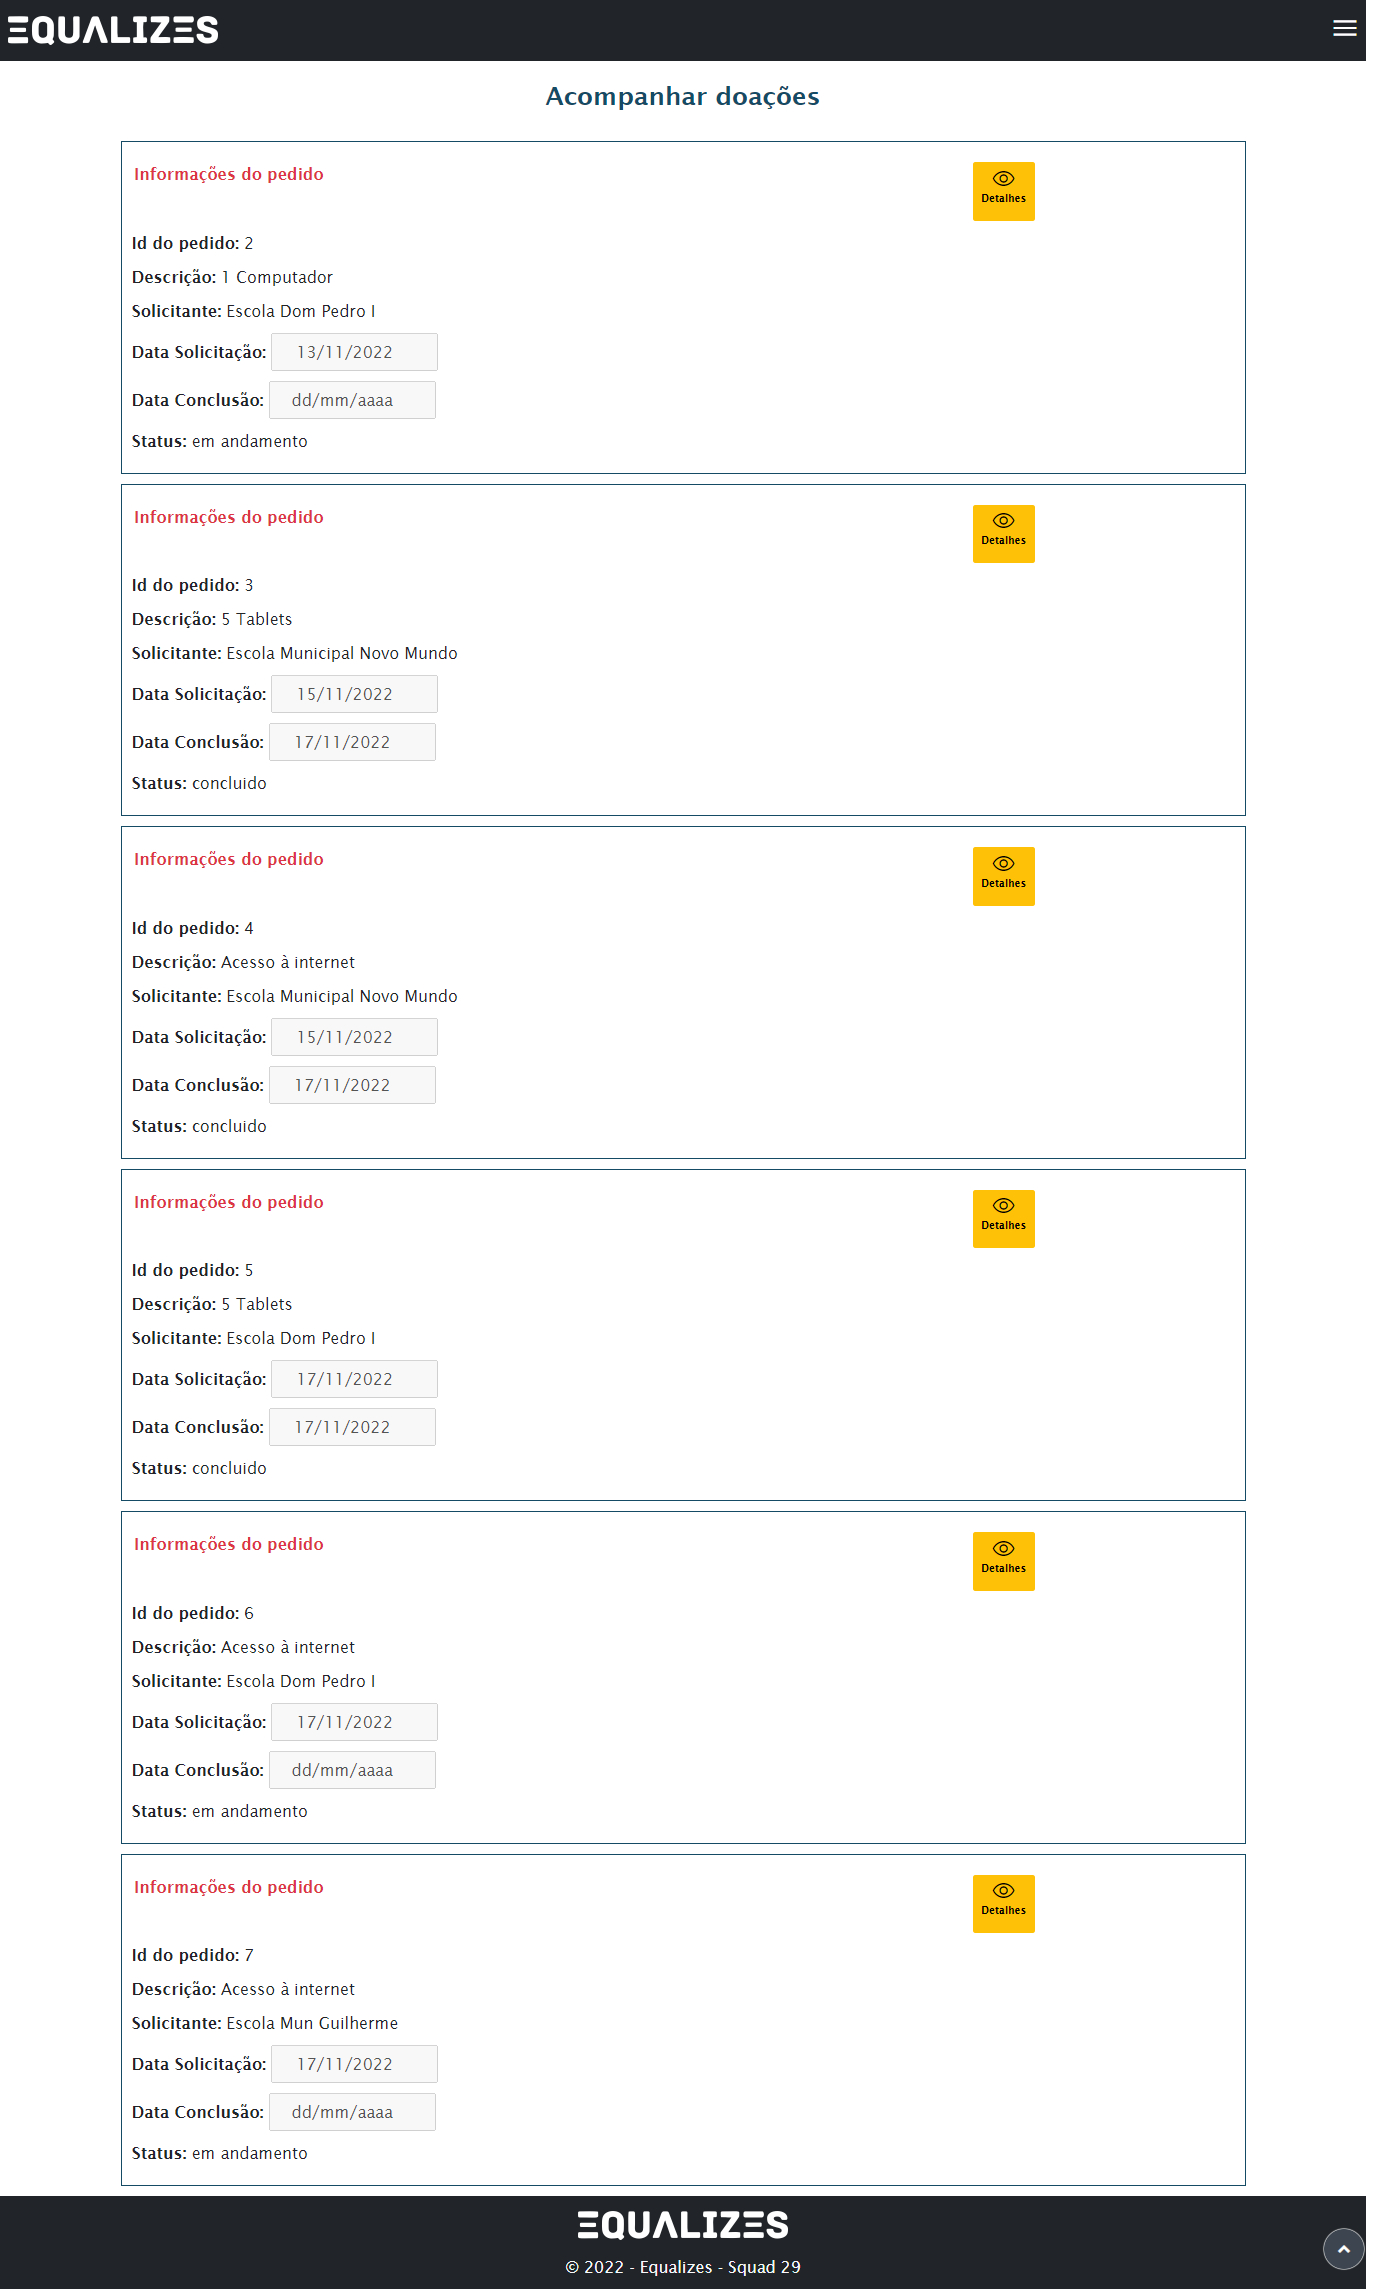 EQUALIZES
Acompanhar doações
Informações do pedido
Detalhes
Id do pedido: 2
Descrição: 1 Computador
Solicitante: Escola Dom Pedro I
Data Solicitação: 13/11/2022
Data Conclusão: dd/mm/aaaa
Status: em andamento
Informações do pedido
Detalhes
Id do pedido: 3
Descrição: 5 Tablets
Solicitante: Escola Municipal Novo Mundo
Data Solicitação: 15/11/2022
Data Conclusão: 17/11/2022
Status: concluido
Informações do pedido
Detalhes
Id do pedido: 4
Descrição: Acesso à internet
Solicitante: Escola Municipal Novo Mundo
Data Solicitação: 15/11/2022
Data Conclusão: 17/11/2022
Status: concluido
Informações do pedido
Detalhes
Id do pedido: 5
Descrição: 5 Tablets
Solicitante: Escola Dom Pedro I
Data Solicitação: 17/11/2022
Data Conclusão: 17/11/2022
Status: concluido
Informações do pedido
Detalhes
Id do pedido: 6
Descrição: Acesso à internet
Solicitante: Escola Dom Pedro I
Data Solicitação: 17/11/2022
Data Conclusão: dd/mm/aaaa
Status: em andamento
Informações do pedido
Detalhes
Id do pedido: 7
Descrição: Acesso à internet
Solicitante: Escola Mun Guilherme
Data Solicitação: 17/11/2022
Data Conclusão: dd/mm/aaaa
Status: em andamento
EQUALIZES
© 2022 - Equalizes - Squad 29